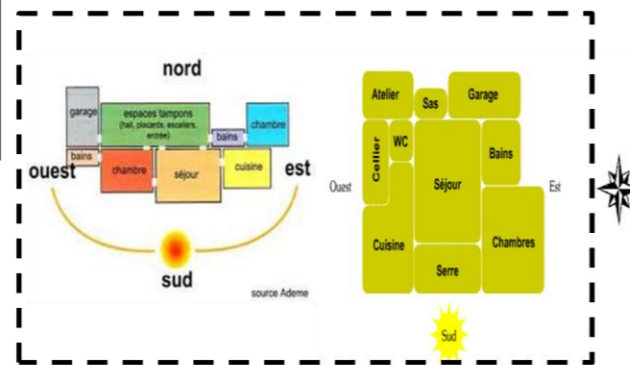 nord
garage
espaces tampons
(hall, placards, escaliers,
entrée)
bains
chambre
bains
ouest
chambre
séjour
cuisine
est
sud
source Ademe
Atelier
Sas
Garage
Cellier
WC
Bains
Ouest
Séjour
Est
Cuisine
Chambres
Serre
Sud